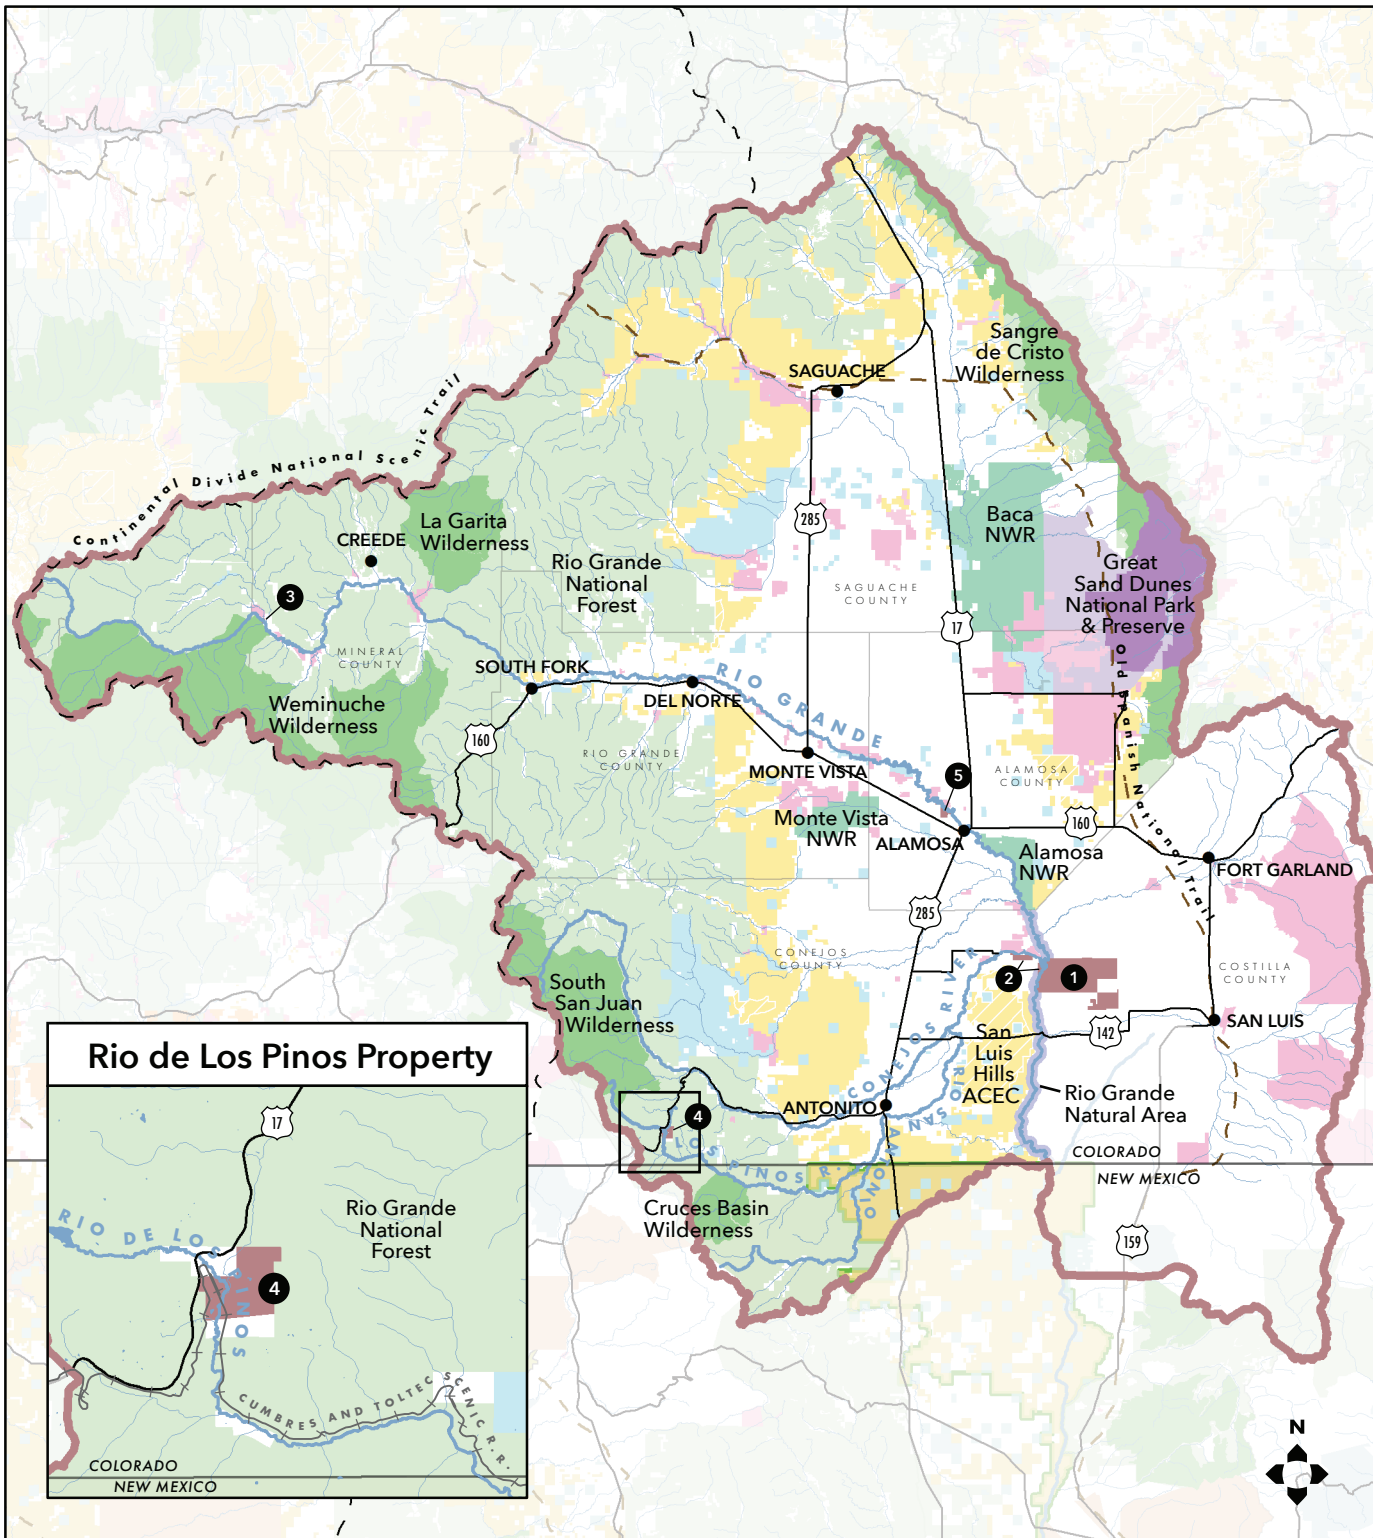 Continental Divide National Scenic Trail
Sangre
de Cristo
Wilderness
SAGUACHE
La Garita
Wilderness
CREEDE
285
Baca
NWR
Rio Grande
National
Forest
Great
Sand Dunes
National Park
& Preserve
SAGUACHE
COUNTY
3
17
MINERAL
COUNTY
SOUTH FORK
RIO GRANDE
DEL NORTE
Old Spanish National Trail
Weminuche
Wilderness
160
RIO GRANDE
COUNTY
MONTE VISTA
5
ALAMOSA
COUNTY
Monte Vista
NWR
ALAMOSA
160
Alamosa
NWR
FORT GARLAND
285
CONEJOS
COUNTY
CONEJOS RIVER
2
1
COSTILLA
COUNTY
South
San Juan
Wilderness
SAN LUIS
142
San
Luis
Hills
ACEC
RIO SAN ANTONIO
Rio Grande
Natural Area
ANTONITO
4
LOS PINOS R.
COLORADO
NEW MEXICO
Cruces Basin
Wilderness
159
Rio de Los Pinos Property
17
Rio Grande
National
Forest
RIO DE LOS PINOS
4
CUMBRES AND TOLTEC SCENIC R.R.
COLORADO
NEW MEXICO
N